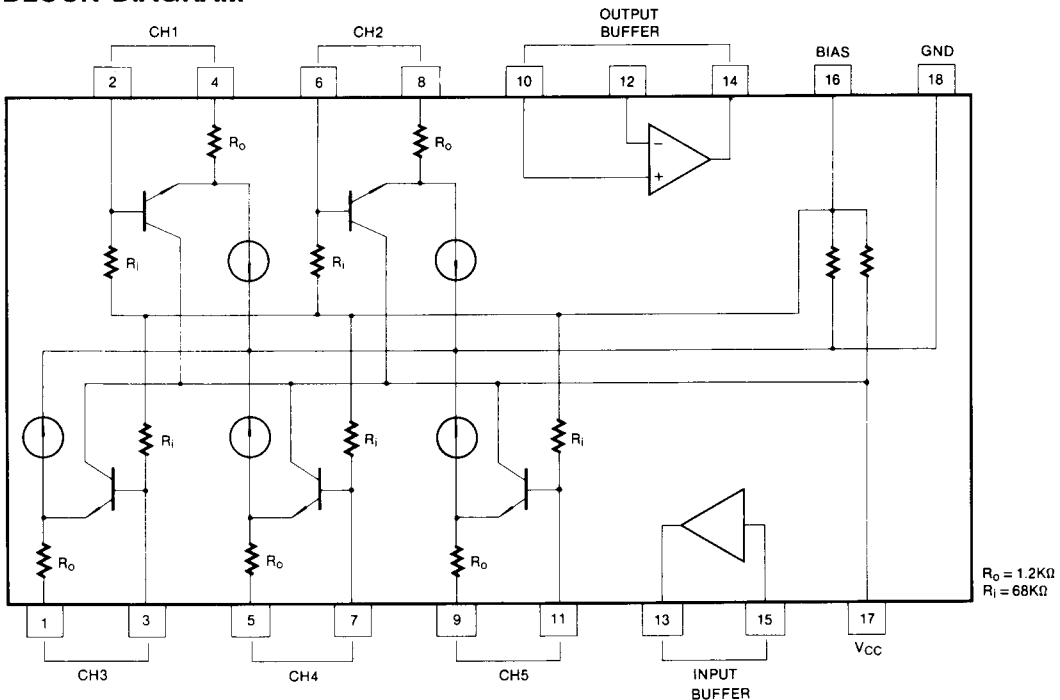 BLOCK DIAGRAM
OUTPUT
BUFFER
CH1
CH2
BIAS
GND
2
4
6
8
10
12
14
16
18
Ro
Ro
−
+
Ri
Ri
Ri
Ri
Ri
Ro
Ro
Ro
Ro = 1.2KΩ
Ri = 68KΩ
1
3
5
7
9
11
13
15
17
VCC
CH3
CH4
CH5
INPUT
BUFFER